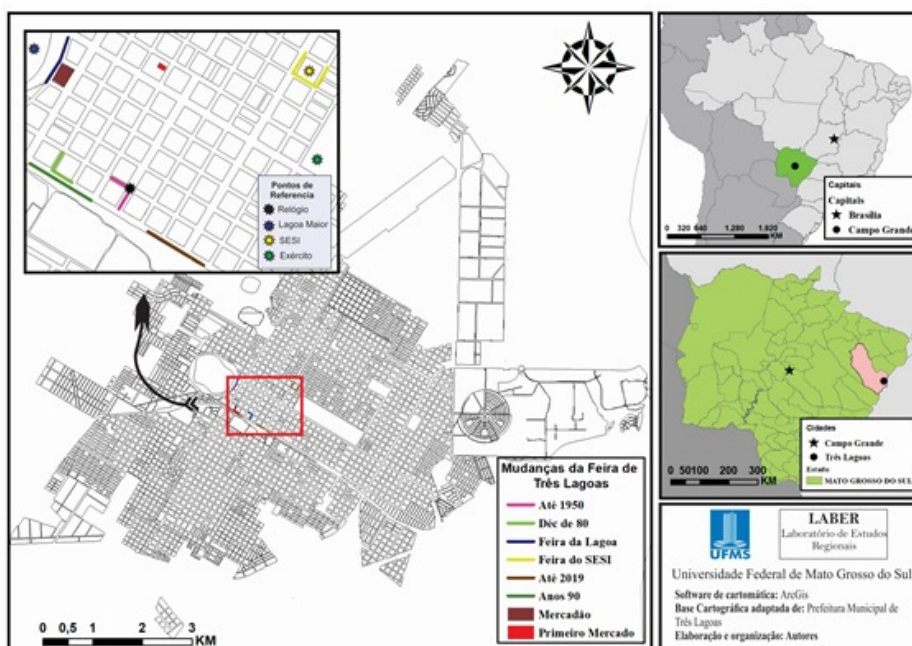 Pontos de
Referencia
Relógio
Lagoa Maior
SESI
Exército
Mudanças da Feira de
Três Lagoas
Até 1950
Déc de 80
Feira da Lagoa
Feira do SESI
Até 2019
Anos 90
Mercadão
Primeiro Mercado
0 0,5 1 2 3
KM
Capitais
Capitais
Brasília
Campo Grande
0 320 640 1.280 1.920
KM
Cidades
Campo Grande
Três Lagoas
Estado
MATO GROSSO DO SUL
0 50100 200 300
KM
UFMS
LABER
Laboratório de Estudos
Regionais
Universidade Federal de Mato Grosso do Sul
Software de cartomática: ArcGis
Base Cartográfica adaptada de: Prefeitura Municipal de
Três Lagoas
Elaboração e organização: Autores